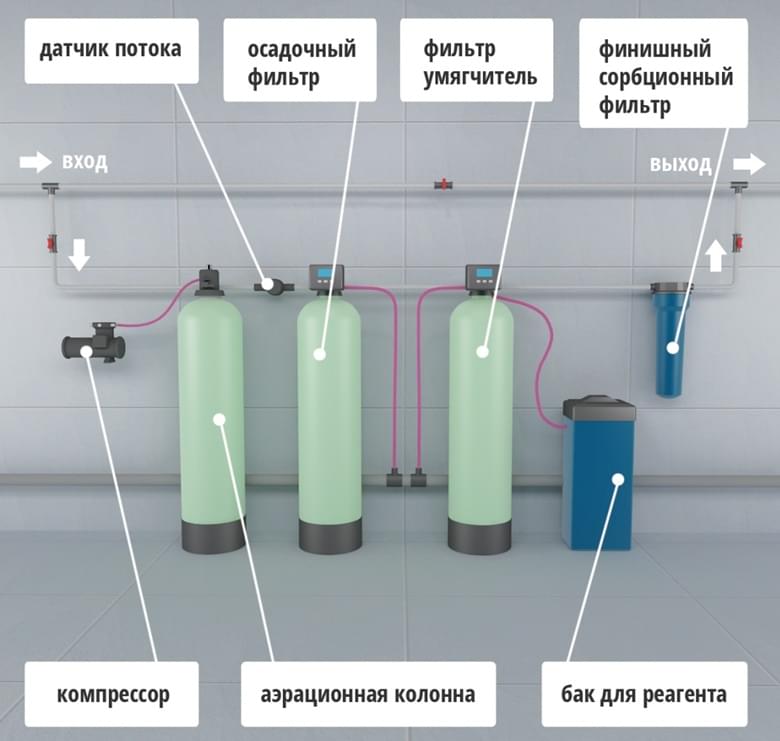 датчик потока
осадочный
фильтр
фильтр
умягчитель
финишный
сорбционный
фильтр
вход
выход
компрессор
аэрационная колонна
бак для реагента